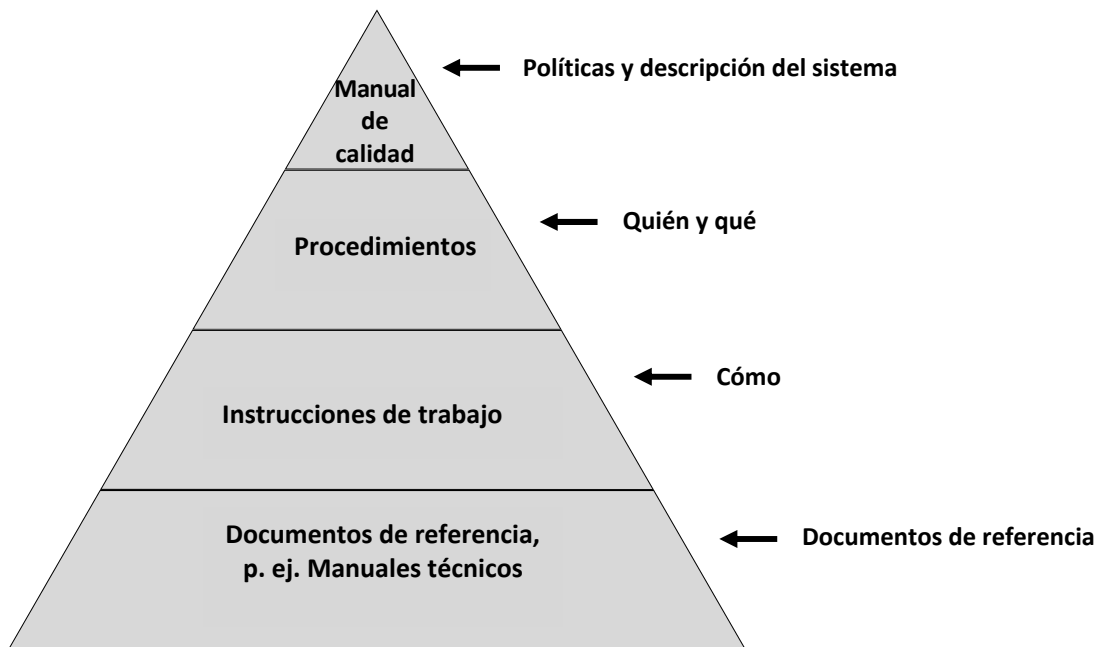 Políticas y descripción del sistema
Manual
de
calidad
Quién y qué
Procedimientos
Cómo
Instrucciones de trabajo
Documentos de referencia,
p. ej. Manuales técnicos
Documentos de referencia